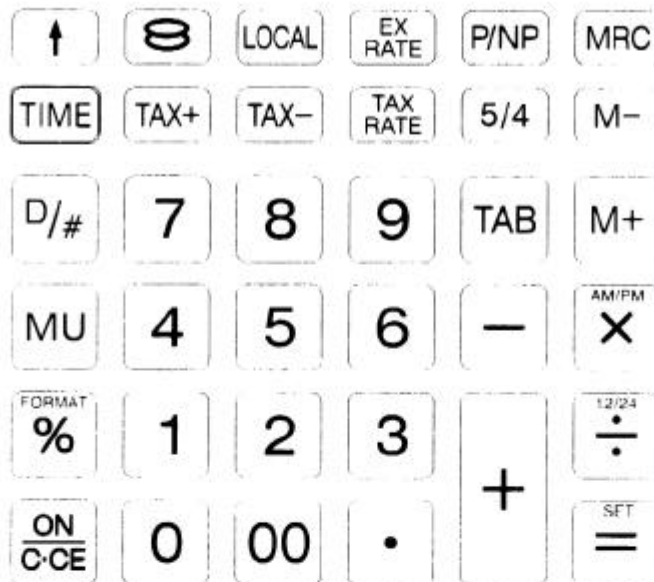 ↑ LOCAL EX RATE P/NP MRC
TIME TAX+ TAX− TAX RATE 5/4 M−
D/# 7 8 9 TAB M+
MU 4 5 6 − AM/PM ×
FORMAT % 1 2 3 + 12/24 ÷
ON C·CE 0 00 · SET =